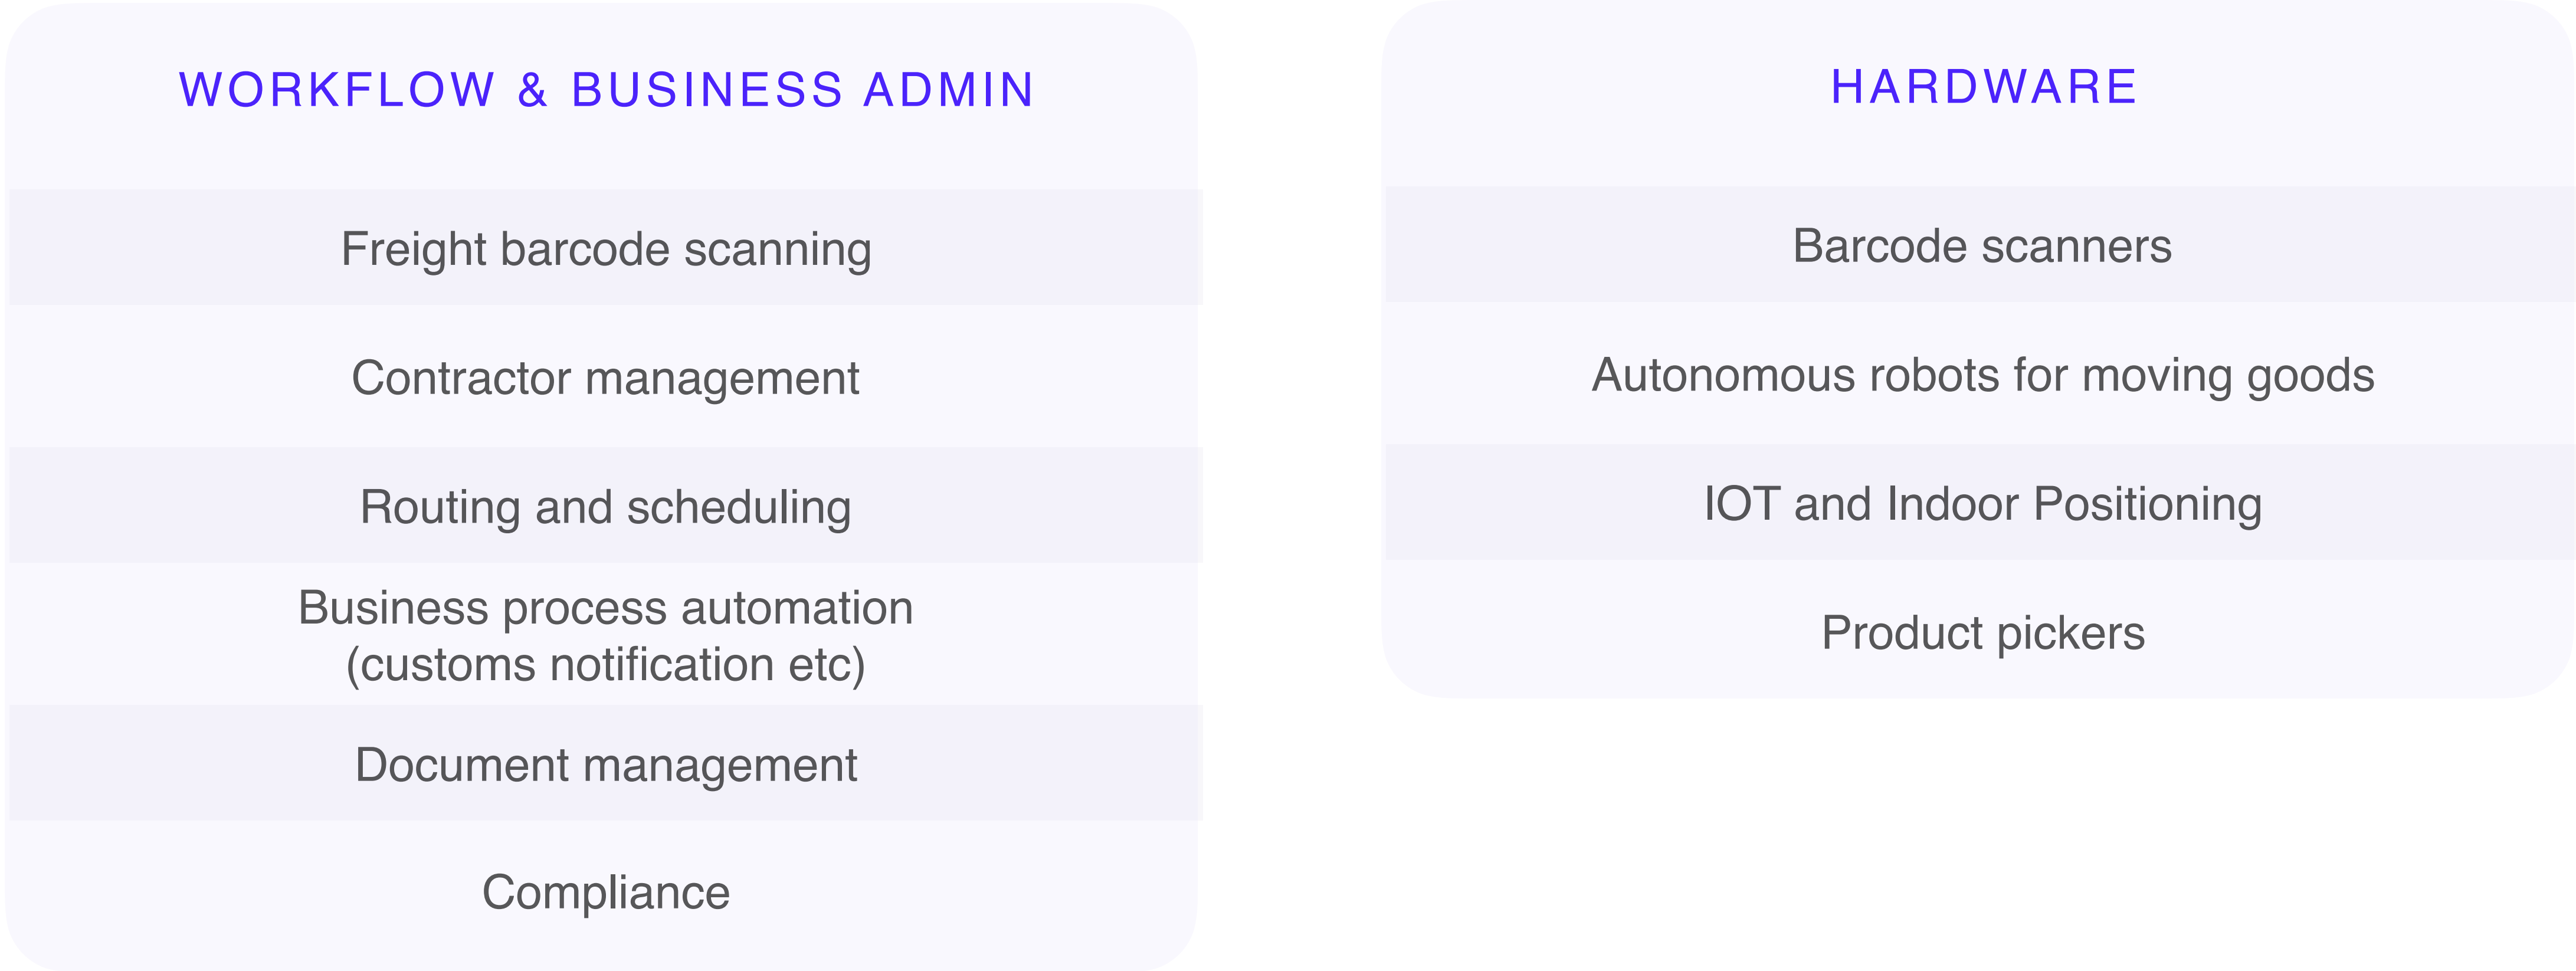 WORKFLOW & BUSINESS ADMIN
Freight barcode scanning
Contractor management
Routing and scheduling
Business process automation
(customs notification etc)
Document management
Compliance
HARDWARE
Barcode scanners
Autonomous robots for moving goods
IOT and Indoor Positioning
Product pickers